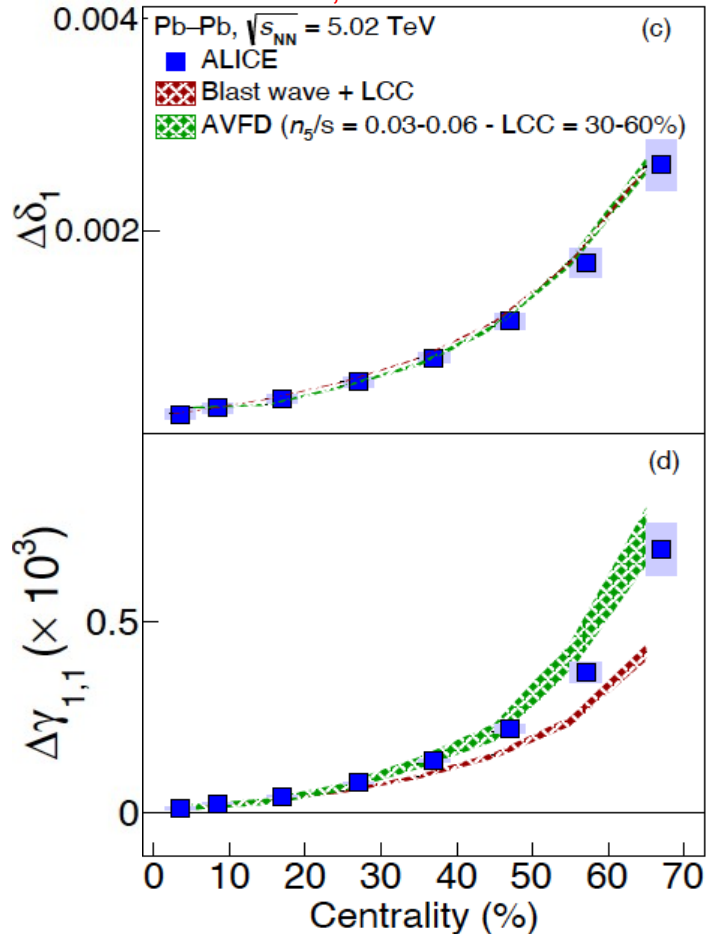 0.004
Pb–Pb, √s_NN = 5.02 TeV
(c)
ALICE
Blast wave + LCC
AVFD (n₅/s = 0.03-0.06 - LCC = 30-60%)
Δδ₁
0.002
(d)
Δγ₁,₁ (× 10³)
0.5
0
0 10 20 30 40 50 60 70
Centrality (%)